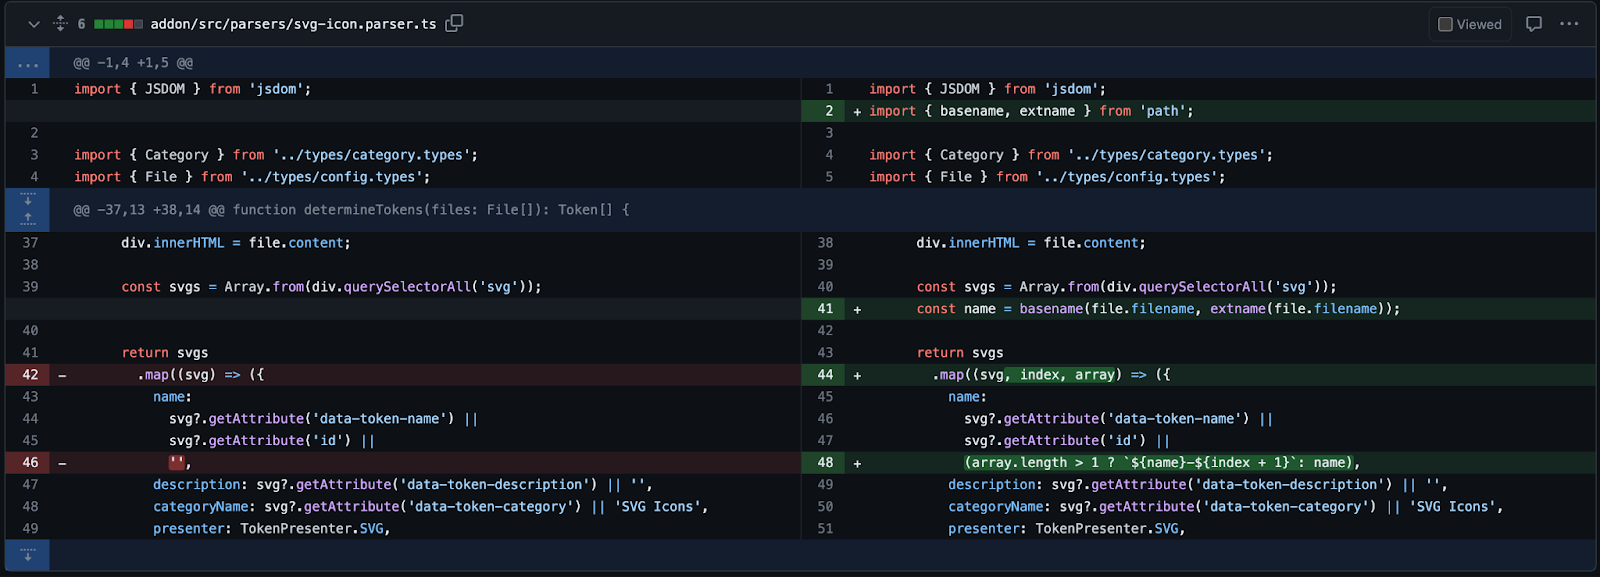 6 addon/src/parsers/svg-icon.parser.ts Viewed ...
... @@ -1,4 +1,5 @@
1 import { JSDOM } from 'jsdom'; 1 import { JSDOM } from 'jsdom';
2 + import { basename, extname } from 'path';
2 3
3 import { Category } from '../types/category.types'; 4 import { Category } from '../types/category.types';
4 import { File } from '../types/config.types'; 5 import { File } from '../types/config.types';
@@ -37,13 +38,14 @@ function determineTokens(files: File[]): Token[] {
37 div.innerHTML = file.content; 38 div.innerHTML = file.content;
38 39
39 const svgs = Array.from(div.querySelectorAll('svg')); 40 const svgs = Array.from(div.querySelectorAll('svg'));
41 + const name = basename(file.filename, extname(file.filename));
40 42
41 return svgs 43 return svgs
42 - .map((svg) => ({ 44 + .map((svg, index, array) => ({
43 name: 45 name:
44 svg?.getAttribute('data-token-name') || 46 svg?.getAttribute('data-token-name') ||
45 svg?.getAttribute('id') || 47 svg?.getAttribute('id') ||
46 - '', 48 + (array.length > 1 ? `${name}-${index + 1}`: name),
47 description: svg?.getAttribute('data-token-description') || '', 49 description: svg?.getAttribute('data-token-description') || '',
48 categoryName: svg?.getAttribute('data-token-category') || 'SVG Icons', 50 categoryName: svg?.getAttribute('data-token-category') || 'SVG Icons',
49 presenter: TokenPresenter.SVG, 51 presenter: TokenPresenter.SVG,